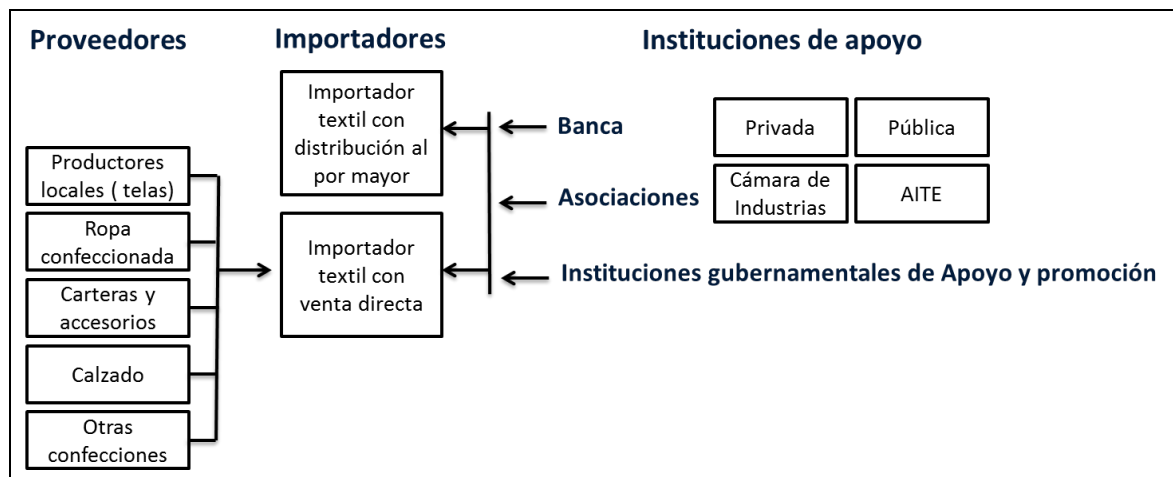 Proveedores
Importadores
Instituciones de apoyo
Productores
locales ( telas)
Ropa
confeccionada
Carteras y
accesorios
Calzado
Otras
confecciones
Importador
textil con
distribución al
por mayor
Importador
textil con
venta directa
Banca
Privada
Pública
Asociaciones
Cámara de
Industrias
AITE
Instituciones gubernamentales de Apoyo y promoción